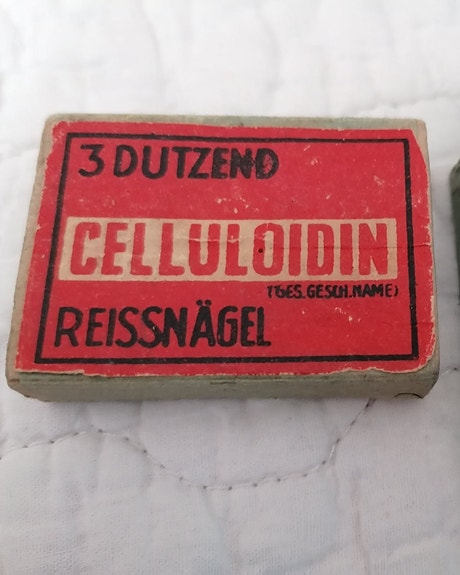 3 DUTZEND
CELLULOIDIN
(GES. GESCH. NAME)
REISSNÄGEL